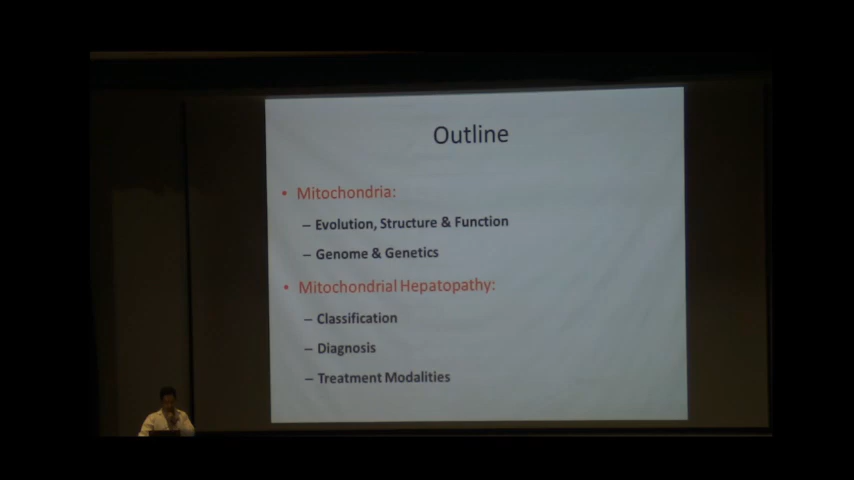 Outline
• Mitochondria:
– Evolution, Structure & Function
– Genome & Genetics
• Mitochondrial Hepatopathy:
– Classification
– Diagnosis
– Treatment Modalities